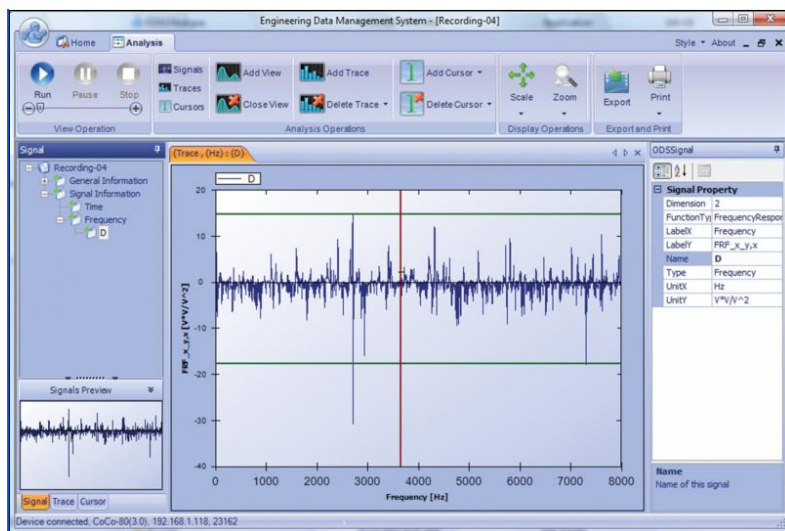 Engineering Data Management System - [Recording-04]
Home Analysis
Style About
Run Pause Stop
Signals
Traces
Cursors
Add View
Close View
Add Trace
Delete Trace
Add Cursor
Delete Cursor
Scale Zoom
Export Print
View Operation Analysis Operations Display Operations Export and Print
Signal
Recording-04
General Information
Signal Information
Time
Frequency
D
Signals Preview
Signal Trace Cursor
(Trace , (Hz) : (D)
D
20
10
0
-10
-20
-30
-40
FRF_x_y,x [V*V/V^2]
0 1000 2000 3000 4000 5000 6000 7000 8000
Frequency [Hz]
ODSSignal
Signal Property
Dimension 2
FunctionTy FrequencyRespor
LabelX Frequency
LabelY FRF_x_y,x
Name D
Type Frequency
UnitX Hz
UnitY V*V/V^2
Name
Name of this signal
Device connected, CoCo-80(3.0), 192.168.1.118, 23162